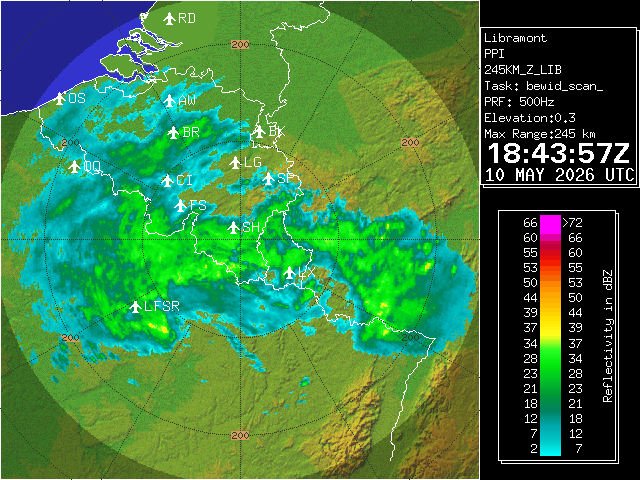 RD
200
OS
AW
BR
BK
200
OO
LG
CI
SP
FS
SH
LX
LFSR
200
200
200
Libramont
PPI
245KM_Z_LIB
Task: bewid_scan_
PRF: 500Hz
Elevation:0.3
Max Range:245 km
18:43:57Z
10 MAY 2026 UTC
66 >72
60 66
55 60
53 55
50 53
44 50
42 44
39 42
37 39
34 37
28 34
23 28
21 23
18 21
12 18
7 12
2 7
Reflectivity in dBZ